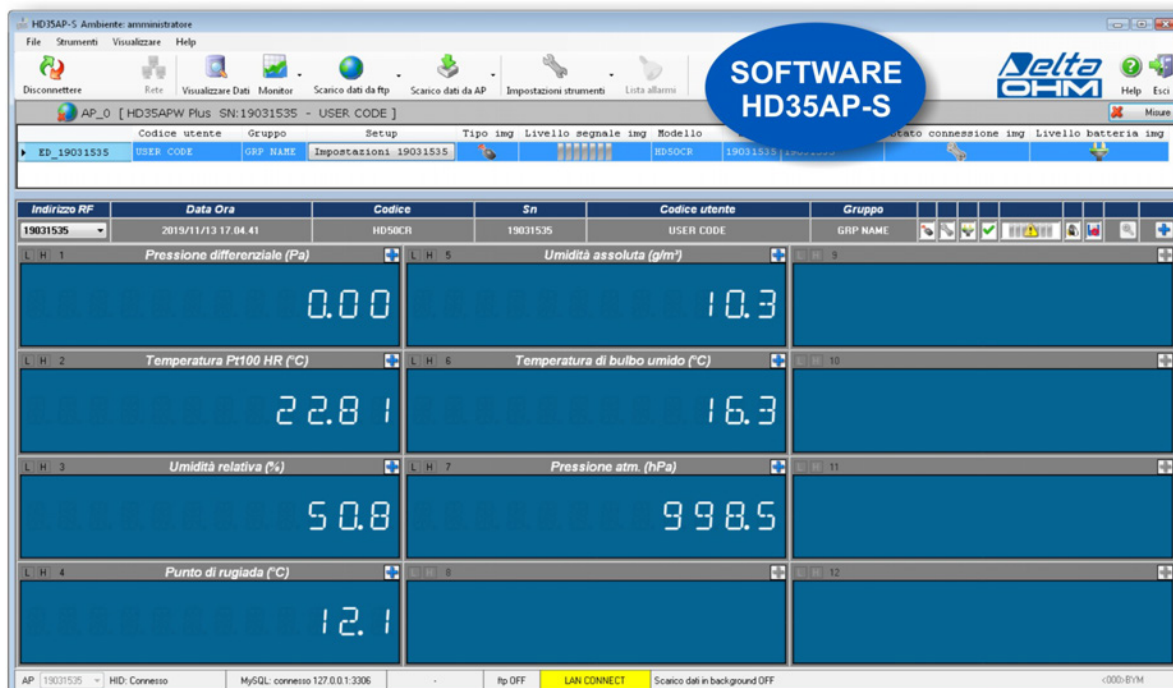 HD35AP-S Ambiente: amministratore
File Strumenti Visualizzare Help
SOFTWARE
HD35AP-S
Delta
OHM
Disconnettere Rete Visualizzare Dati Monitor Scarico dati da ftp Scarico dati da AP Impostazioni strumenti Lista allarmi Help Esci
AP_0 [ HD35APW Plus SN:19031535 - USER CODE ] Misure
Codice utente Gruppo Setup Tipo img Livello segnale img Modello connessione img Livello batteria img
ED_19031535 USER CODE GRP NAME Impostazioni 19031535 HD50CR 19031535
Indirizzo RF Data Ora Codice Sn Codice utente Gruppo
19031535 2019/11/13 17.04.41 HD50CR 19031535 USER CODE GRP NAME
L H 1 Pressione differenziale (Pa) L H 5 Umidità assoluta (g/m³) L H 9
0.00 10.3
L H 2 Temperatura Pt100 HR (°C) L H 6 Temperatura di bulbo umido (°C) L H 10
22.81 16.3
L H 3 Umidità relativa (%) L H 7 Pressione atm. (hPa) L H 11
50.8 998.5
L H 4 Punto di rugiada (°C) L H 8 L H 12
12.1
AP 19031535 HID: Connesso MySQL: connesso 127.0.0.1:3306 - ftp OFF LAN CONNECT Scarico dati in background OFF <000>BYM